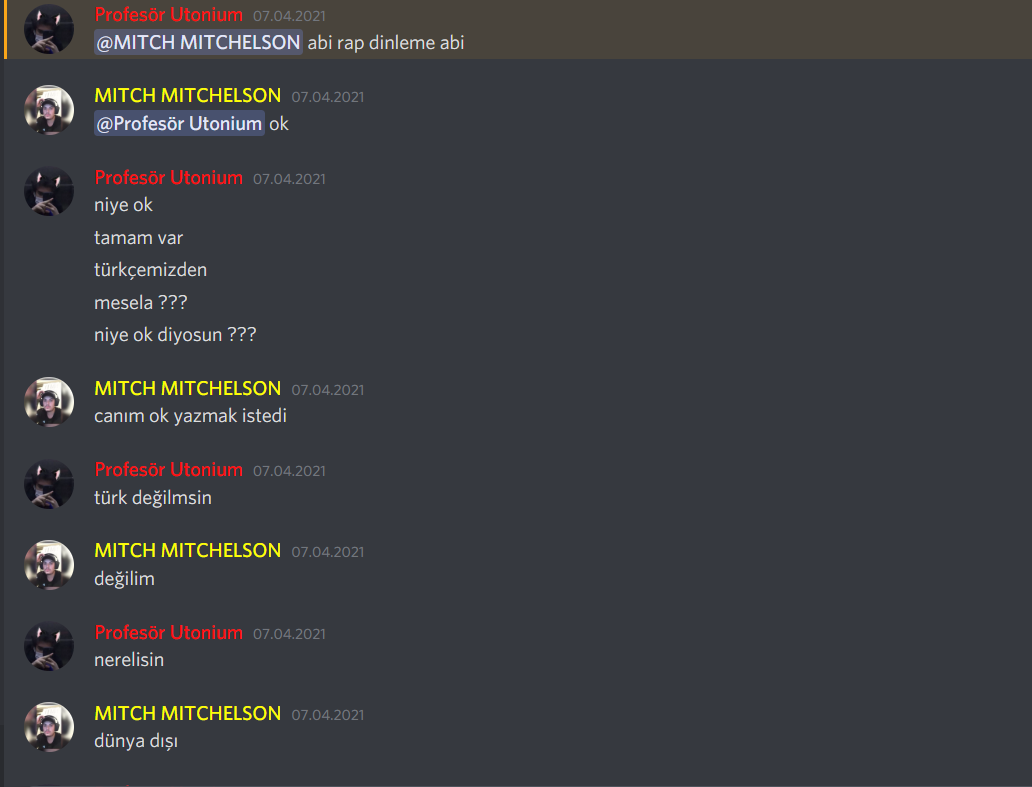 Profesör Utonium 07.04.2021
@MITCH MITCHELSON abi rap dinleme abi
MITCH MITCHELSON 07.04.2021
@Profesör Utonium ok
Profesör Utonium 07.04.2021
niye ok
tamam var
türkçemizden
mesela ???
niye ok diyosun ???
MITCH MITCHELSON 07.04.2021
canım ok yazmak istedi
Profesör Utonium 07.04.2021
türk değilmsin
MITCH MITCHELSON 07.04.2021
değilim
Profesör Utonium 07.04.2021
nerelisin
MITCH MITCHELSON 07.04.2021
dünya dışı